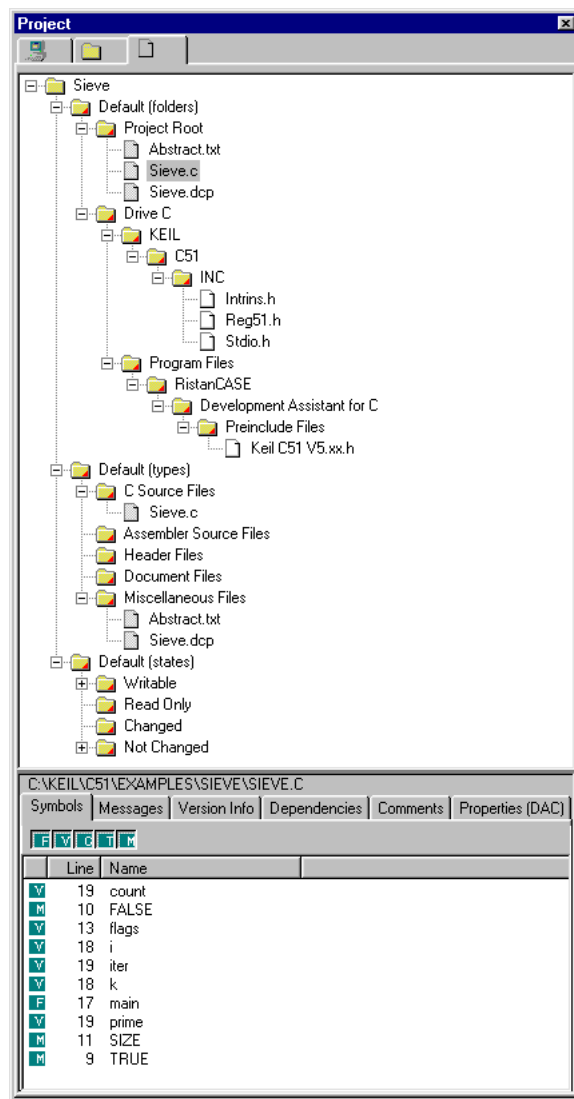 Project
Sieve
Default (folders)
Project Root
Abstract.txt
Sieve.c
Sieve.dcp
Drive C
KEIL
C51
INC
Intrins.h
Reg51.h
Stdio.h
Program Files
RistanCASE
Development Assistant for C
Preinclude Files
Keil C51 V5.xx.h
Default (types)
C Source Files
Sieve.c
Assembler Source Files
Header Files
Document Files
Miscellaneous Files
Abstract.txt
Sieve.dcp
Default (states)
Writable
Read Only
Changed
Not Changed
C:\KEIL\C51\EXAMPLES\SIEVE\SIEVE.C
Symbols Messages Version Info Dependencies Comments Properties (DAC)
F V C T M
Line Name
V 19 count
M 10 FALSE
V 13 flags
V 18 i
V 19 iter
V 18 k
F 17 main
V 19 prime
M 11 SIZE
M 9 TRUE